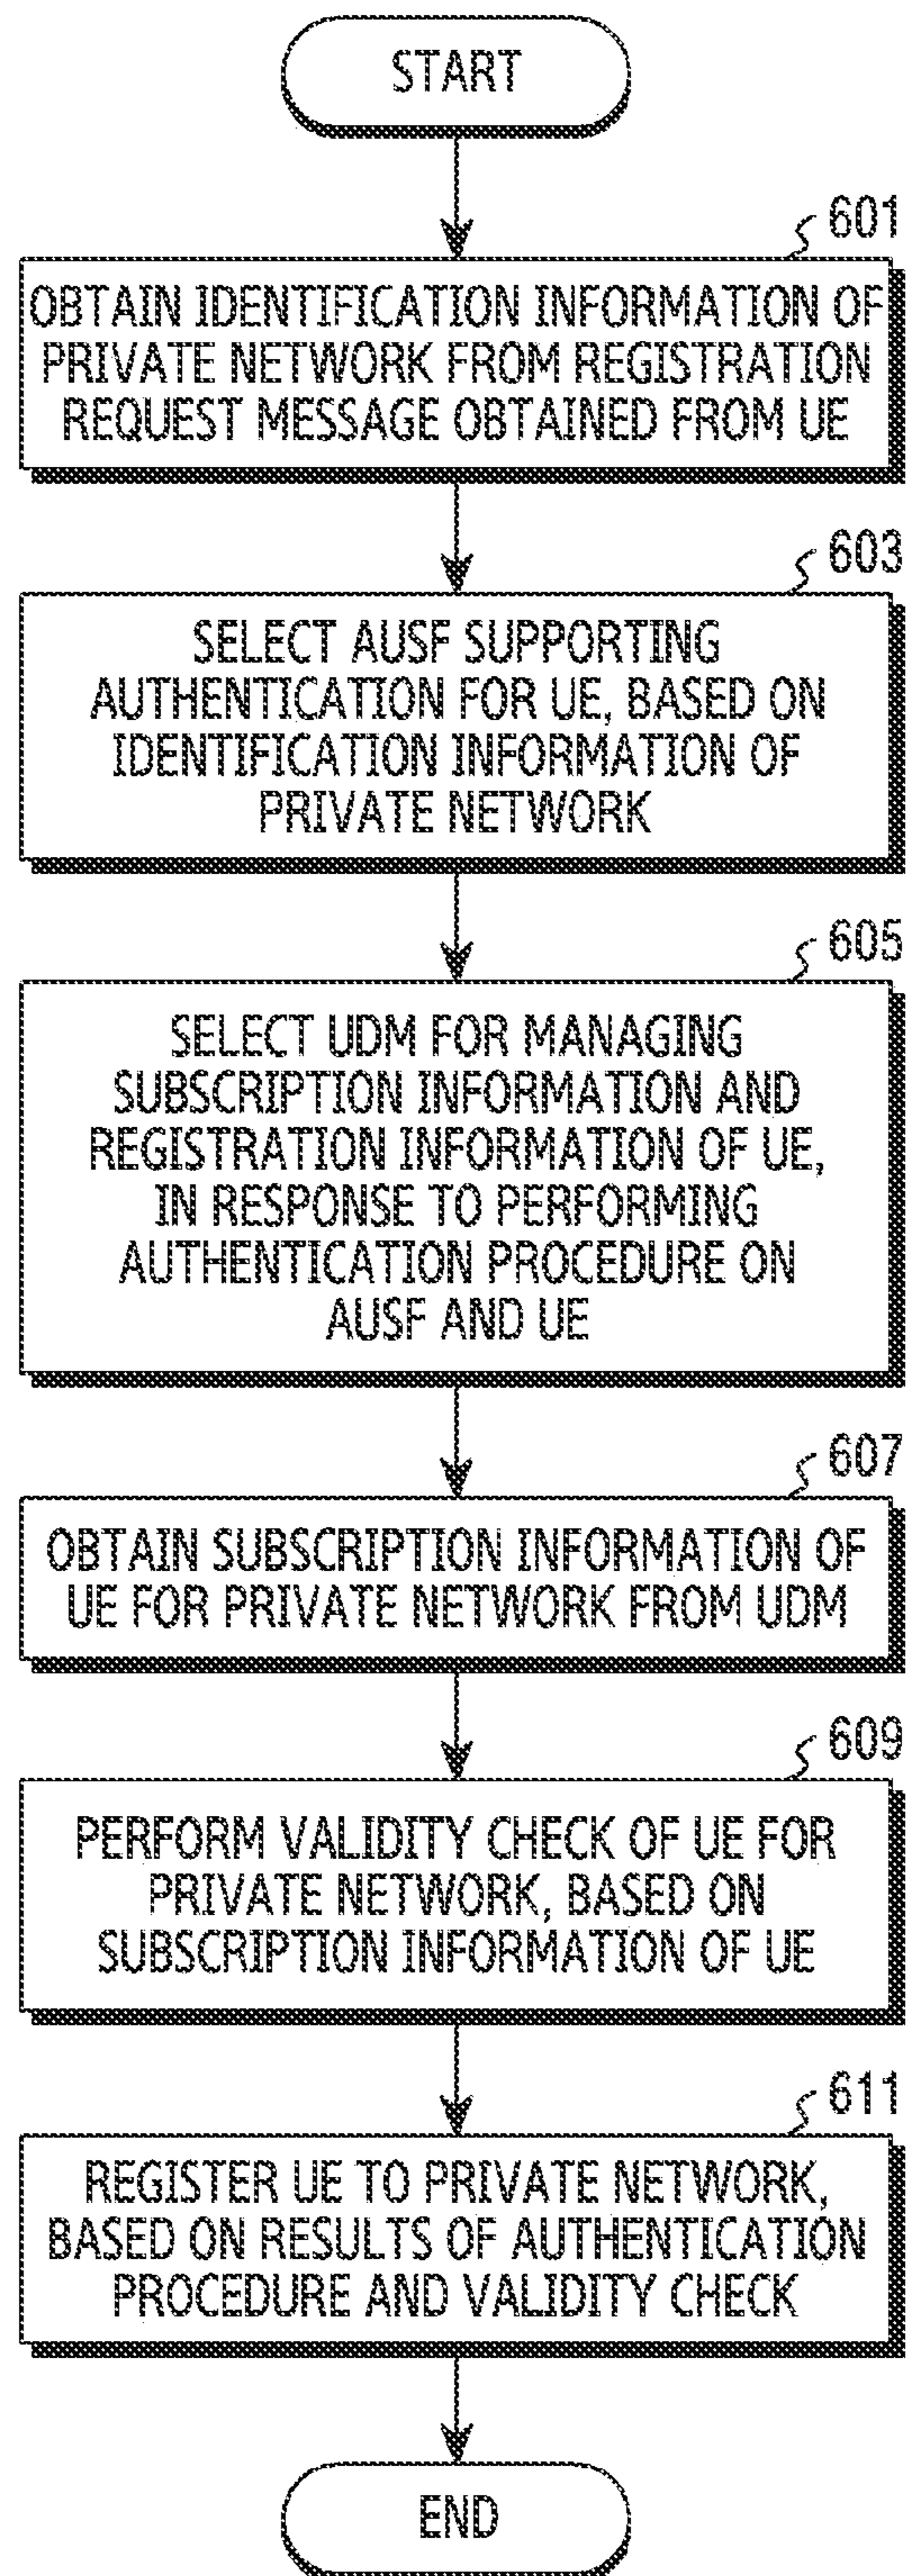 START
601
OBTAIN IDENTIFICATION INFORMATION OF
PRIVATE NETWORK FROM REGISTRATION
REQUEST MESSAGE OBTAINED FROM UE
603
SELECT AUSF SUPPORTING
AUTHENTICATION FOR UE, BASED ON
IDENTIFICATION INFORMATION OF
PRIVATE NETWORK
605
SELECT UDM FOR MANAGING
SUBSCRIPTION INFORMATION AND
REGISTRATION INFORMATION OF UE,
IN RESPONSE TO PERFORMING
AUTHENTICATION PROCEDURE ON
AUSF AND UE
607
OBTAIN SUBSCRIPTION INFORMATION OF
UE FOR PRIVATE NETWORK FROM UDM
609
PERFORM VALIDITY CHECK OF UE FOR
PRIVATE NETWORK, BASED ON
SUBSCRIPTION INFORMATION OF UE
611
REGISTER UE TO PRIVATE NETWORK,
BASED ON RESULTS OF AUTHENTICATION
PROCEDURE AND VALIDITY CHECK
END